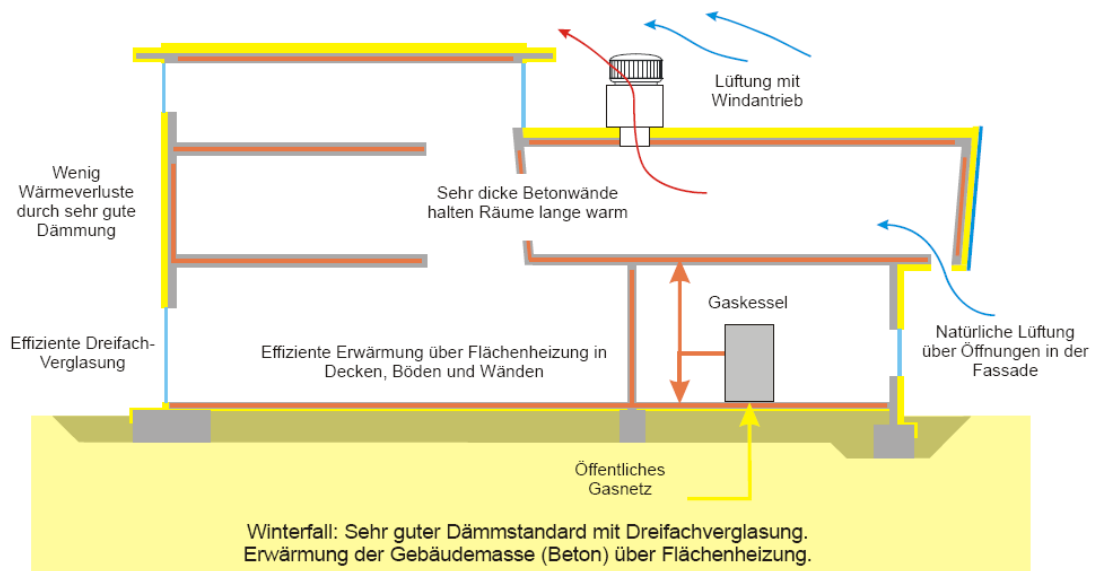 Lüftung mit
Windantrieb
Wenig
Wärmeverluste
durch sehr gute
Dämmung
Sehr dicke Betonwände
halten Räume lange warm
Gaskessel
Effiziente Dreifach-
Verglasung
Effiziente Erwärmung über Flächenheizung in
Decken, Böden und Wänden
Natürliche Lüftung
über Öffnungen in der
Fassade
Öffentliches
Gasnetz
Winterfall: Sehr guter Dämmstandard mit Dreifachverglasung.
Erwärmung der Gebäudemasse (Beton) über Flächenheizung.